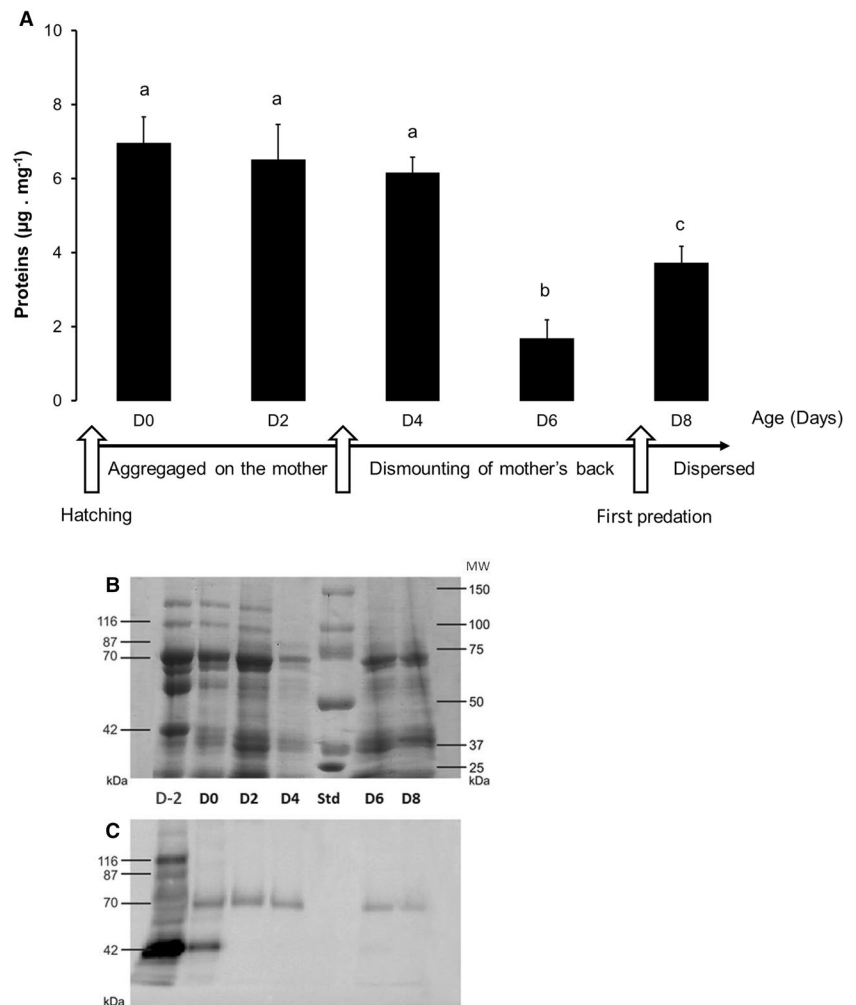 A
10
8
6
4
2
0
Proteins (µg . mg-1)
a
a
a
b
c
D0 D2 D4 D6 D8 Age (Days)
Aggregaged on the mother Dismounting of mother's back Dispersed
Hatching First predation
B
MW
116
87
70
42
kDa
150
100
75
50
37
25
kDa
D-2 D0 D2 D4 Std D6 D8
C
116
87
70
42
kDa